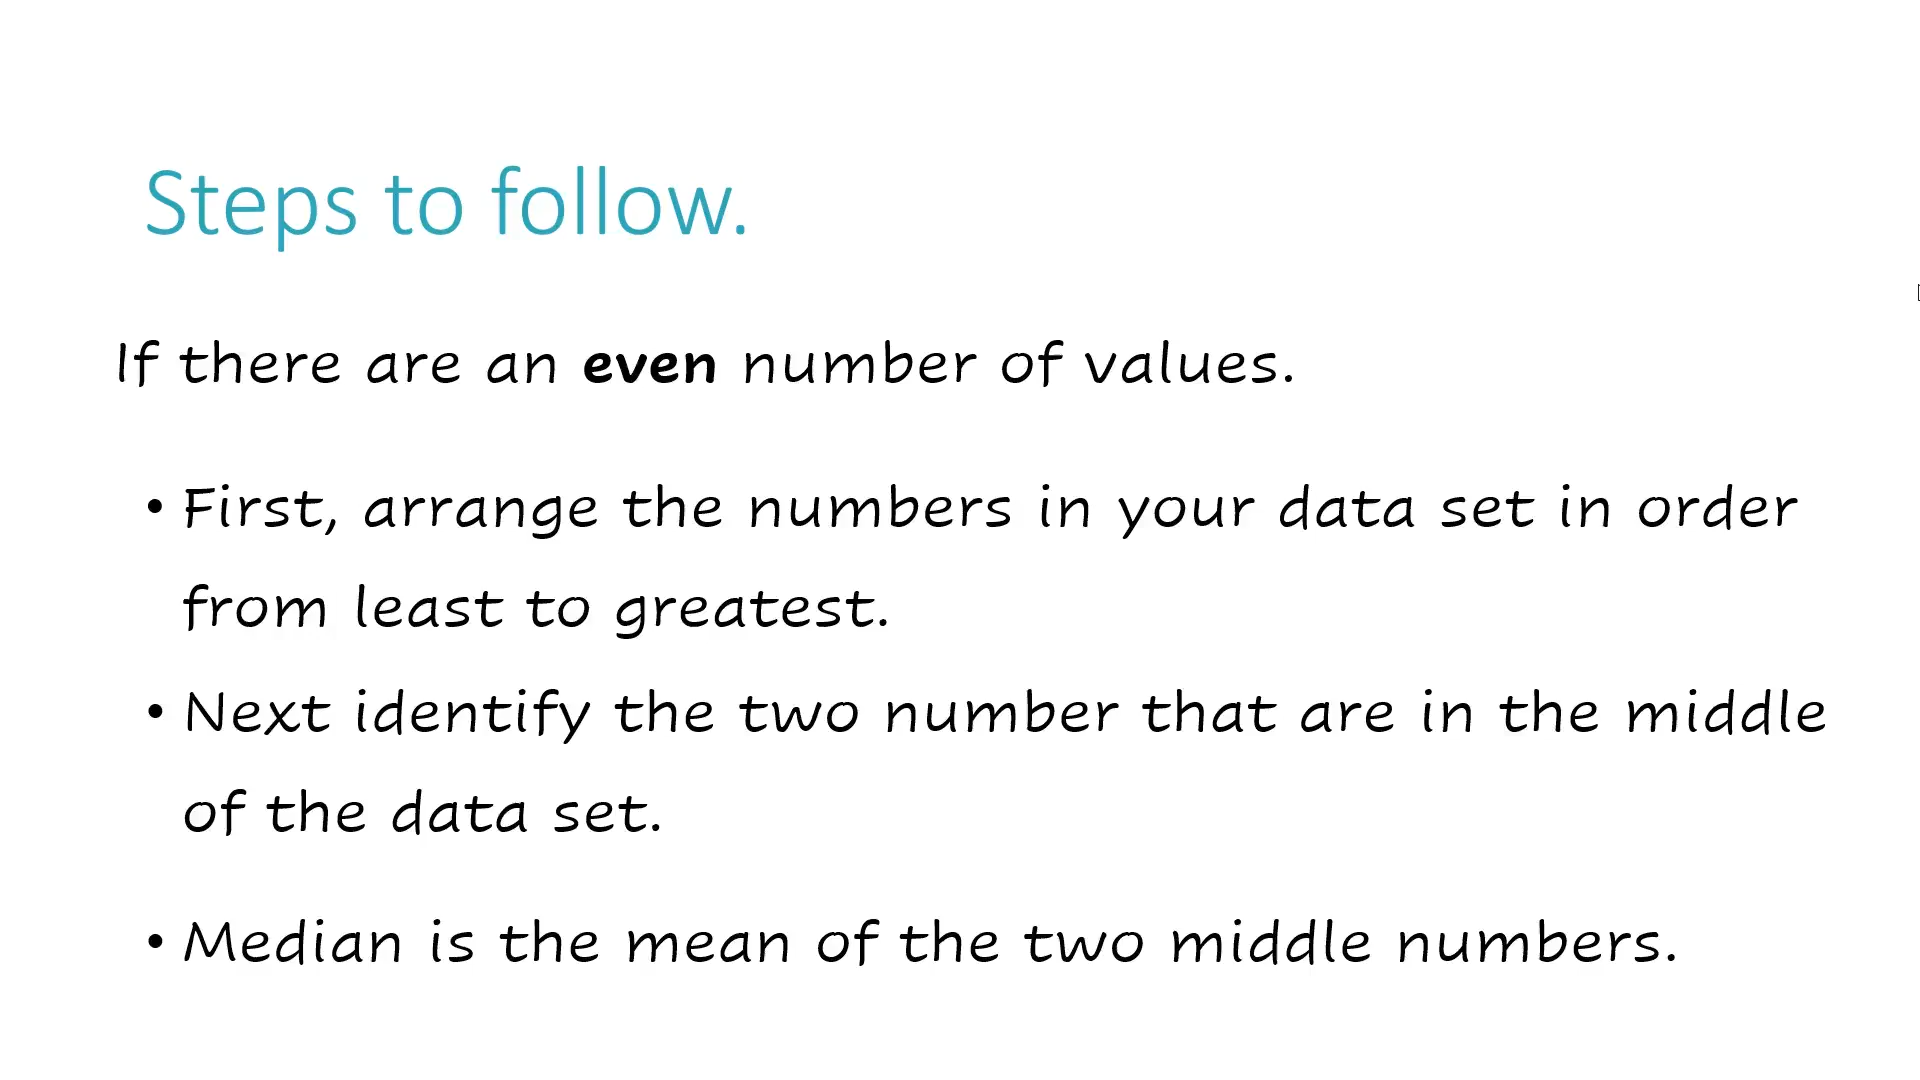 Steps to follow.
If there are an even number of values.
• First, arrange the numbers in your data set in order
from least to greatest.
• Next identify the two number that are in the middle
of the data set.
• Median is the mean of the two middle numbers.